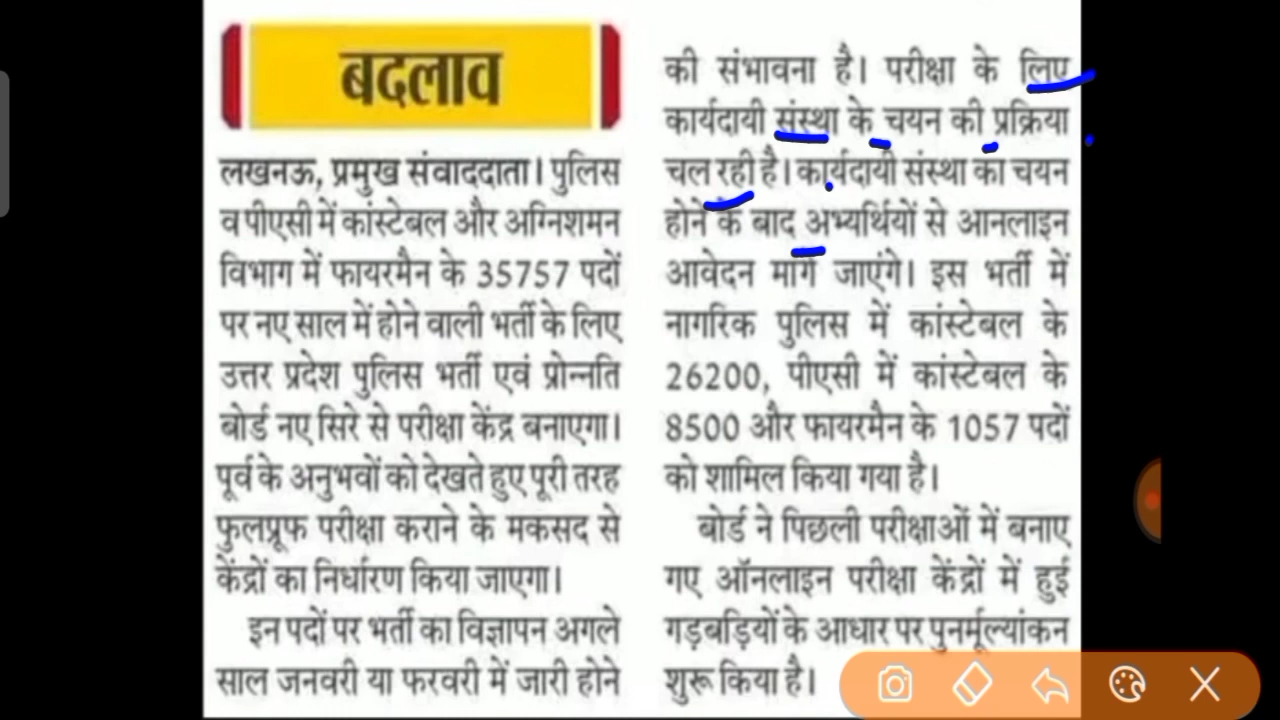 बदलाव
लखनऊ, प्रमुख संवाददाता। पुलिस
व पीएसी में कांस्टेबल और अग्निशमन
विभाग में फायरमैन के 35757 पदों
पर नए साल में होने वाली भर्ती के लिए
उत्तर प्रदेश पुलिस भर्ती एवं प्रोन्नति
बोर्ड नए सिरे से परीक्षा केंद्र बनाएगा।
पूर्व के अनुभवों को देखते हुए पूरी तरह
फुलप्रूफ परीक्षा कराने के मकसद से
केंद्रों का निर्धारण किया जाएगा।
इन पदों पर भर्ती का विज्ञापन अगले
साल जनवरी या फरवरी में जारी होने
की संभावना है। परीक्षा के लिए
कार्यदायी संस्था के चयन की प्रक्रिया
चल रही है। कार्यदायी संस्था का चयन
होने के बाद अभ्यर्थियों से आनलाइन
आवेदन मांगे जाएंगे। इस भर्ती में
नागरिक पुलिस में कांस्टेबल के
26200, पीएसी में कांस्टेबल के
8500 और फायरमैन के 1057 पदों
को शामिल किया गया है।
बोर्ड ने पिछली परीक्षाओं में बनाए
गए ऑनलाइन परीक्षा केंद्रों में हुई
गड़बड़ियों के आधार पर पुनर्मूल्यांकन
शुरू किया है।